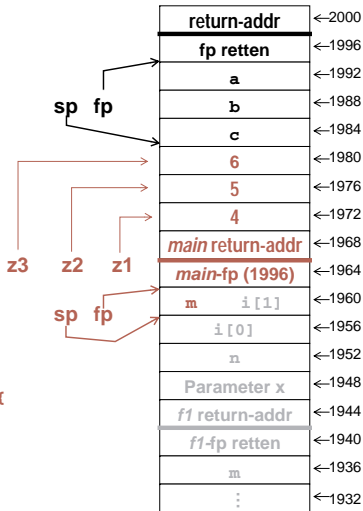 return-addr 2000
fp retten 1996
a 1992
sp fp b 1988
c 1984
6 1980
5 1976
4 1972
z3 z2 z1 main return-addr 1968
main-fp (1996) 1964
sp fp m i[1] 1960
i[0] 1956
n 1952
Parameter x 1948
{
f1 return-addr 1944
f1-fp retten 1940
m 1936
⋮ 1932